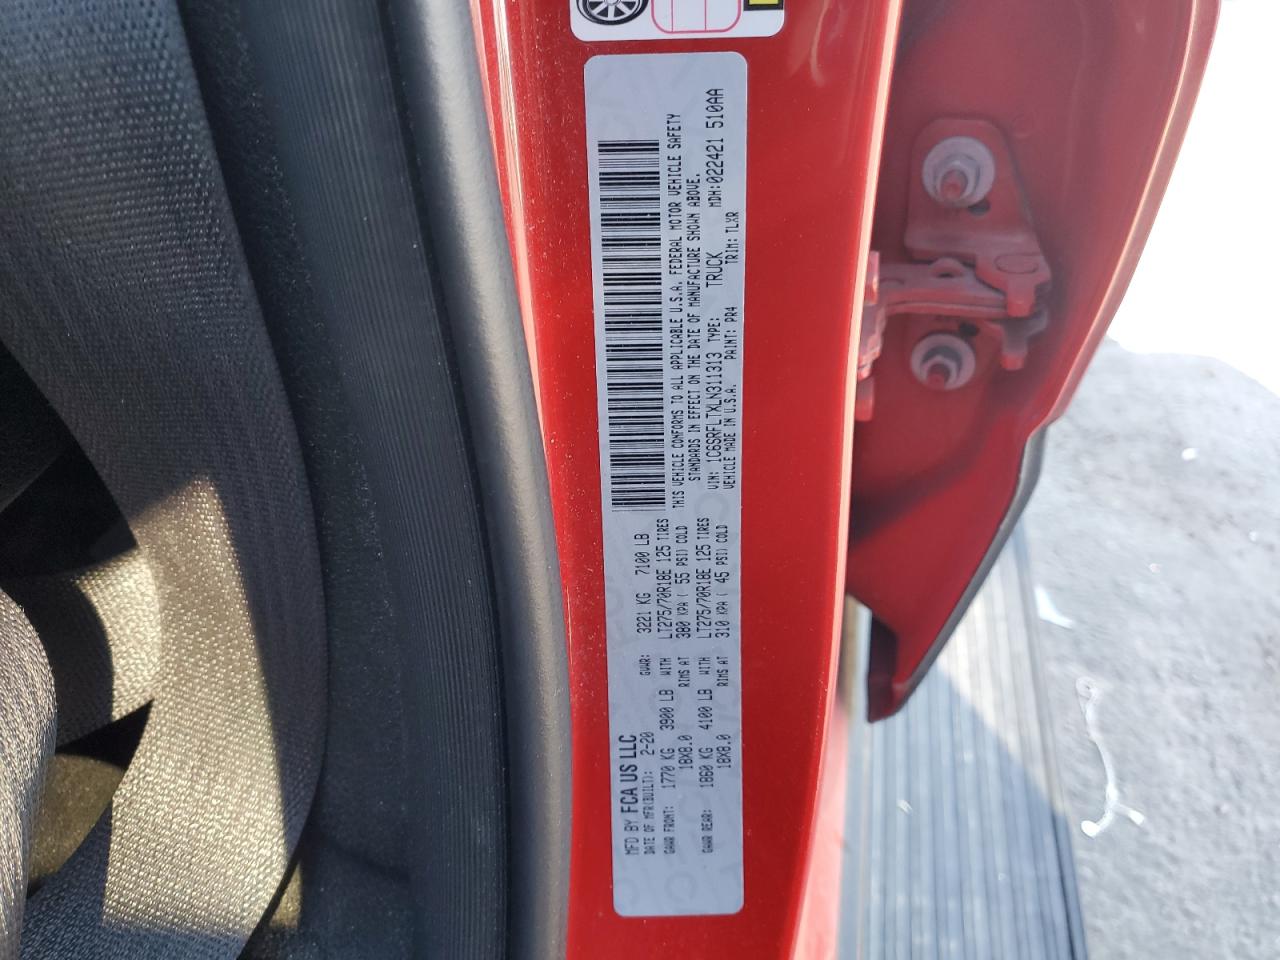 MFD BY FCA US LLC
DATE OF MFR(BUILT): 2-20 GVWR: 3221 KG 7100 LB
GAWR FRONT: 1770 KG 3900 LB WITH LT275/70R18E 125 TIRES
18X8.0 RIMS AT 380 KPA ( 55 PSI) COLD
GAWR REAR: 1860 KG 4100 LB WITH LT275/70R18E 125 TIRES
18X8.0 RIMS AT 310 KPA ( 45 PSI) COLD
THIS VEHICLE CONFORMS TO ALL APPLICABLE U.S.A. FEDERAL MOTOR VEHICLE SAFETY
STANDARDS IN EFFECT ON THE DATE OF MANUFACTURE SHOWN ABOVE.
VIN: 1C6SRFLTXLN311313 TYPE: TRUCK MDH:022421 510AA
VEHICLE MADE IN U.S.A. PAINT: PR4 TRIM: TLXR